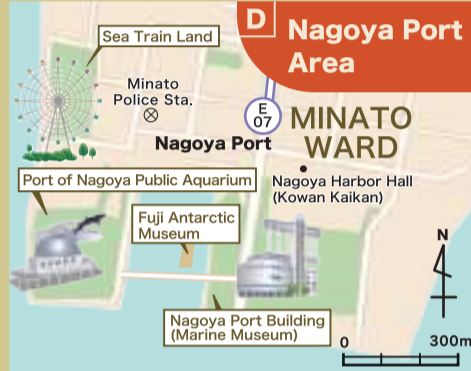 D
Nagoya Port
Area
Sea Train Land
Minato
Police Sta.
E
07
MINATO
WARD
Nagoya Port
Nagoya Harbor Hall
(Kowan Kaikan)
Port of Nagoya Public Aquarium
Fuji Antarctic
Museum
N
Nagoya Port Building
(Marine Museum)
0
300m